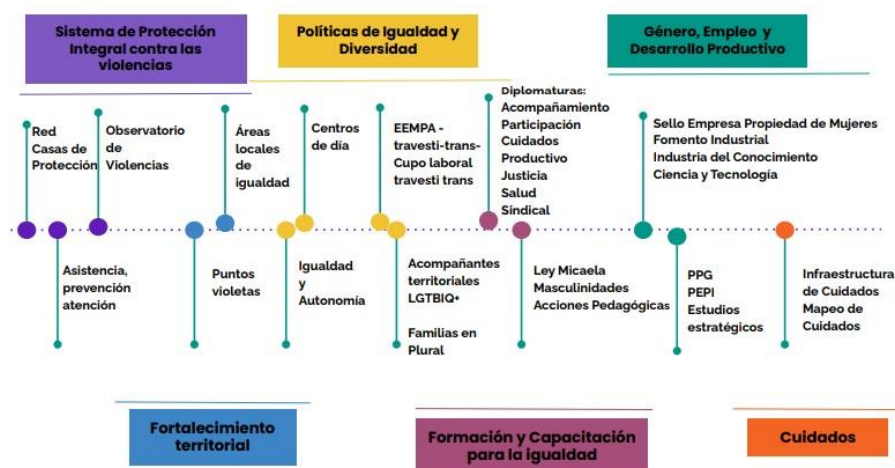 Sistema de Protección
Integral contra las
violencias
Políticas de Igualdad y
Diversidad
Género, Empleo y
Desarrollo Productivo
Red
Casas de
Protección
Observatorio
de
Violencias
Áreas
locales
de
igualdad
Centros
de día
EEMPA -
travesti-trans-
Cupo laboral
travesti trans
Diplomaturas:
Acompañamiento
Participación
Cuidados
Productivo
Justicia
Salud
Sindical
Sello Empresa Propiedad de Mujeres
Fomento Industrial
Industria del Conocimiento
Ciencia y Tecnología
Asistencia,
prevención
atención
Puntos
violetas
Igualdad
y
Autonomía
Acompañantes
territoriales
LGTBIQ+
Familias en
Plural
Ley Micaela
Masculinidades
Acciones Pedagógicas
PPG
PEPI
Estudios
estratégicos
Infraestructura
de Cuidados
Mapeo de
Cuidados
Fortalecimiento
territorial
Formación y Capacitación
para la igualdad
Cuidados